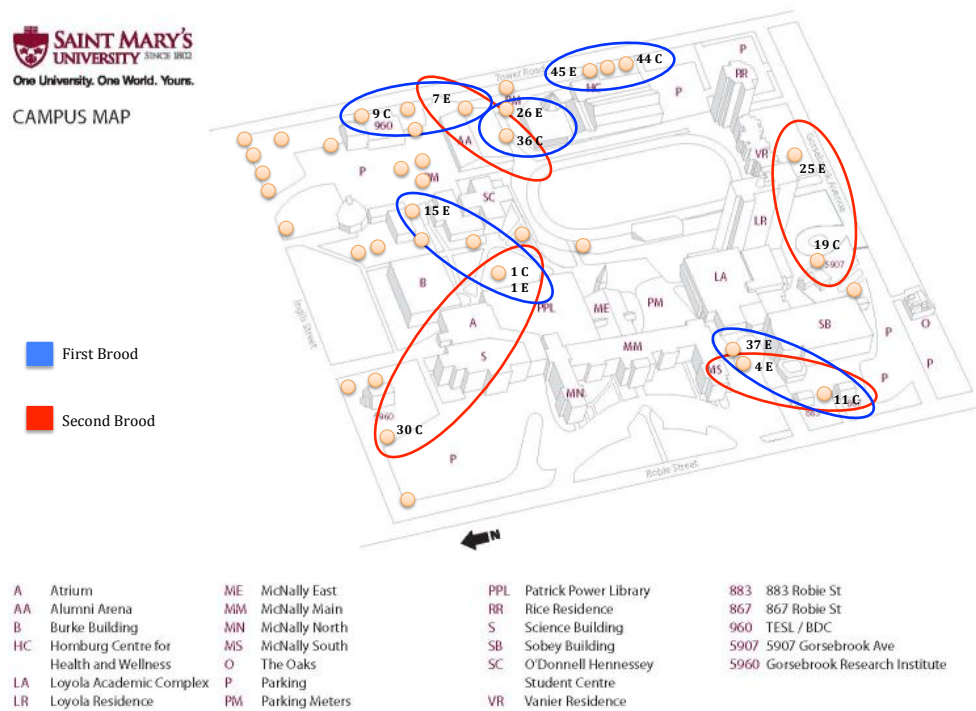 SAINT MARY'S
UNIVERSITY SINCE 1802
One University. One World. Yours.
CAMPUS MAP
Tower Road
45 E
44 C
HC
P
RR
P
9 C
7 E
960
26 E
36 C
AA
P
VR
Gorsebrook Avenue
25 E
SC
15 E
LR
19 C
5907
1 C
1 E
B
PPL
ME
PM
LA
Inglis Street
A
SB
P
O
First Brood
S
MM
37 E
4 E
MS
P
MN
11 C
883
Second Brood
30 C
P
Robie Street
N
A Atrium
AA Alumni Arena
B Burke Building
HC Homburg Centre for
Health and Wellness
LA Loyola Academic Complex
LR Loyola Residence
ME McNally East
MM McNally Main
MN McNally North
MS McNally South
O The Oaks
P Parking
PM Parking Meters
PPL Patrick Power Library
RR Rice Residence
S Science Building
SB Sobey Building
SC O'Donnell Hennessey
Student Centre
VR Vanier Residence
883 883 Robie St
867 867 Robie St
960 TESL / BDC
5907 5907 Gorsebrook Ave
5960 Gorsebrook Research Institute